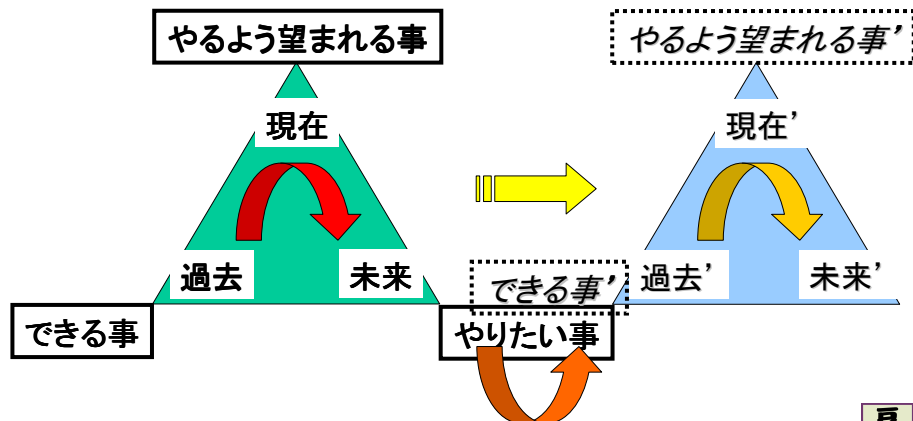 やるよう望まれる事
やるよう望まれる事’
現在
現在’
過去
未来
過去’
未来’
できる事’
できる事
やりたい事